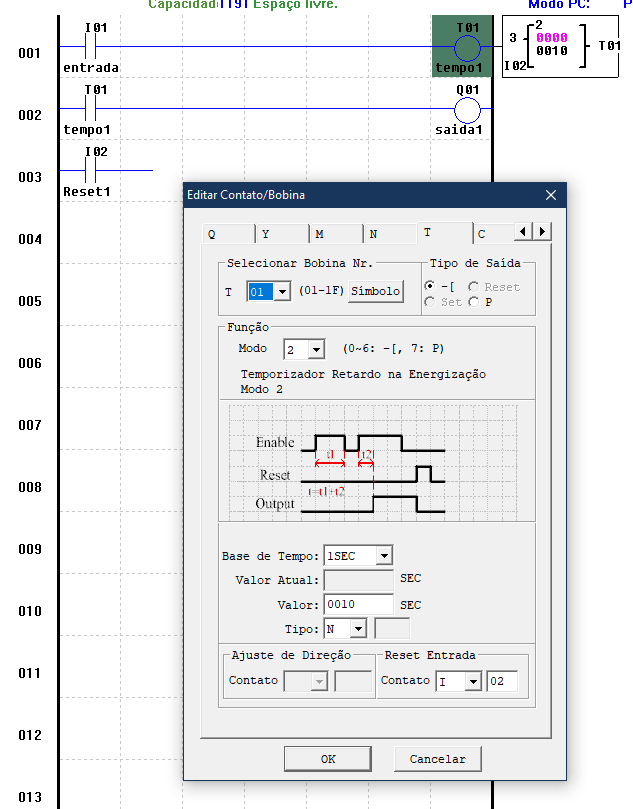 Capacidade 1191 Espaço livre.
Modo PC:
001
I01
entrada
T01
tempo1
2
3
0000
0010
I02
T01
002
T01
tempo1
Q01
saida1
003
I02
Reset1
004
005
006
007
008
009
010
011
012
013
Editar Contato/Bobina
Q Y M N T C
Selecionar Bobina Nr.
T 01 (01-1F) Símbolo
Tipo de Saída
-[ Reset
Set P
Função
Modo 2 (0~6: -[, 7: P)
Temporizador Retardo na Energização
Modo 2
Enable
t1 t2
Reset
t=t1+t2
Output
Base de Tempo: 1SEC
Valor Atual: SEC
Valor: 0010 SEC
Tipo: N
Ajuste de Direção
Contato
Reset Entrada
Contato I 02
OK Cancelar